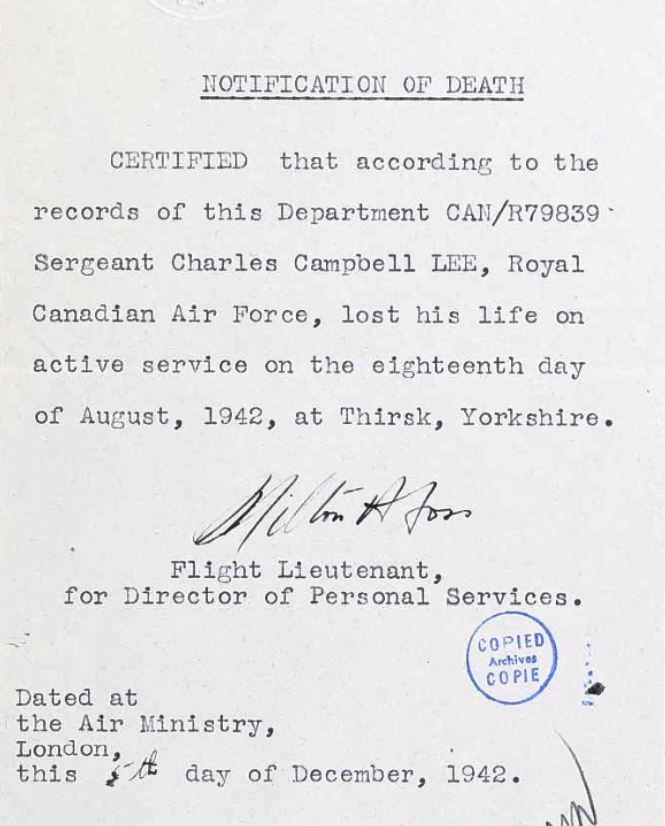 NOTIFICATION OF DEATH
CERTIFIED that according to the
records of this Department CAN/R79839
Sergeant Charles Campbell LEE, Royal
Canadian Air Force, lost his life on
active service on the eighteenth day
of August, 1942, at Thirsk, Yorkshire.
Milton H Foss
Flight Lieutenant,
for Director of Personal Services.
COPIED
Archives
COPIE
Dated at
the Air Ministry,
London,
this 5th day of December, 1942.